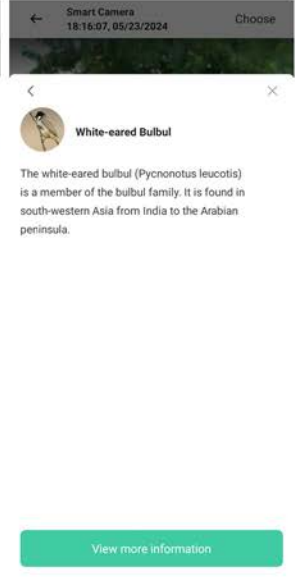 Smart Camera
18:16:07, 05/23/2024
Choose
White-eared Bulbul
The white-eared bulbul (Pycnonotus leucotis)
is a member of the bulbul family. It is found in
south-western Asia from India to the Arabian
peninsula.
View more information